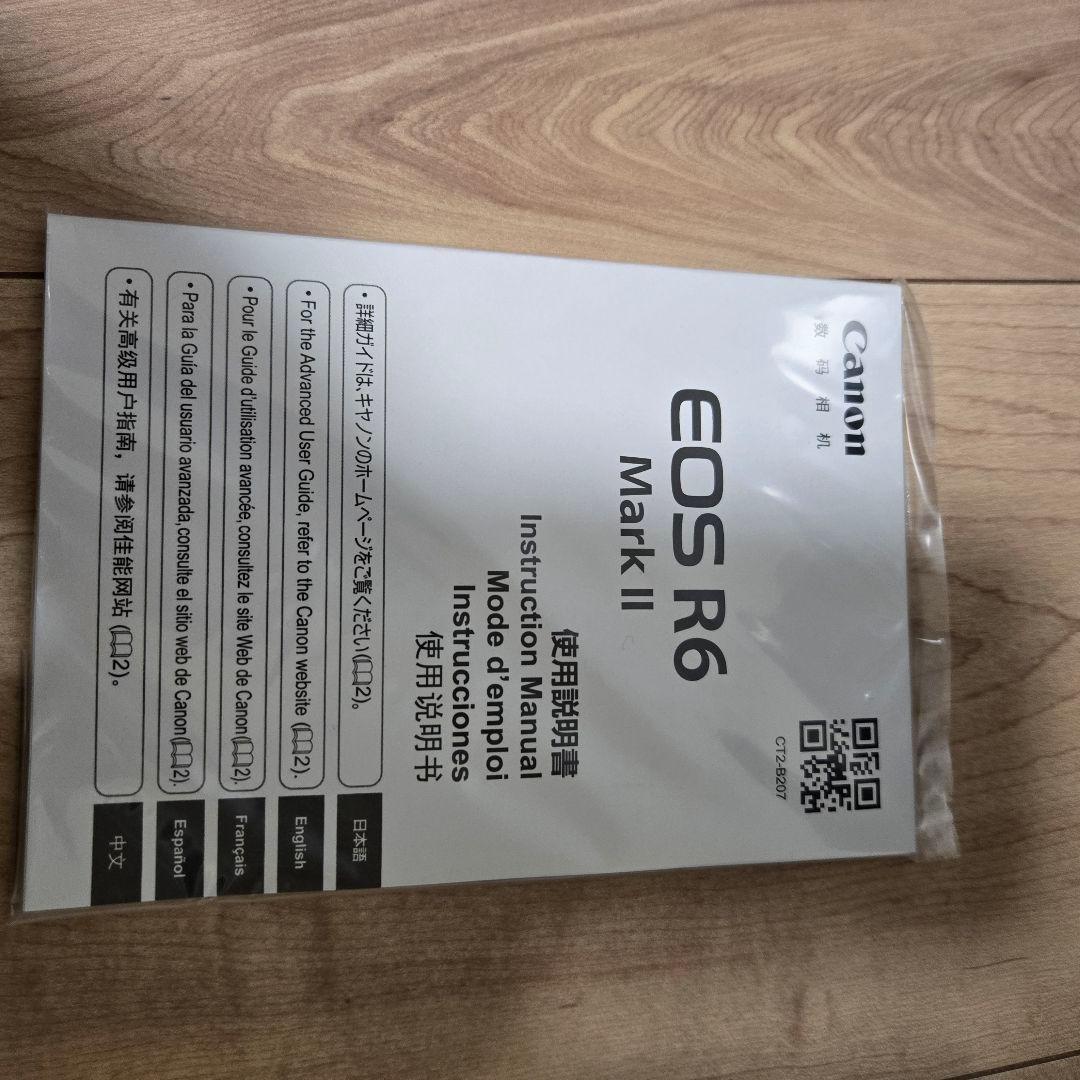 Canon
数 码 相 机
CT2-B207
EOS R6
Mark II
使用説明書
Instruction Manual
Mode d'emploi
Instrucciones
使用说明书
• 詳細ガイドは、キヤノンのホームページをご覧ください(2)。
日本語
• For the Advanced User Guide, refer to the Canon website (2).
English
• Pour le Guide d'utilisation avancée, consultez le site Web de Canon(2).
Français
• Para la Guía del usuario avanzada, consulte el sitio web de Canon(2).
Español
• 有关高级用户指南，请参阅佳能网站 (2)。
中文